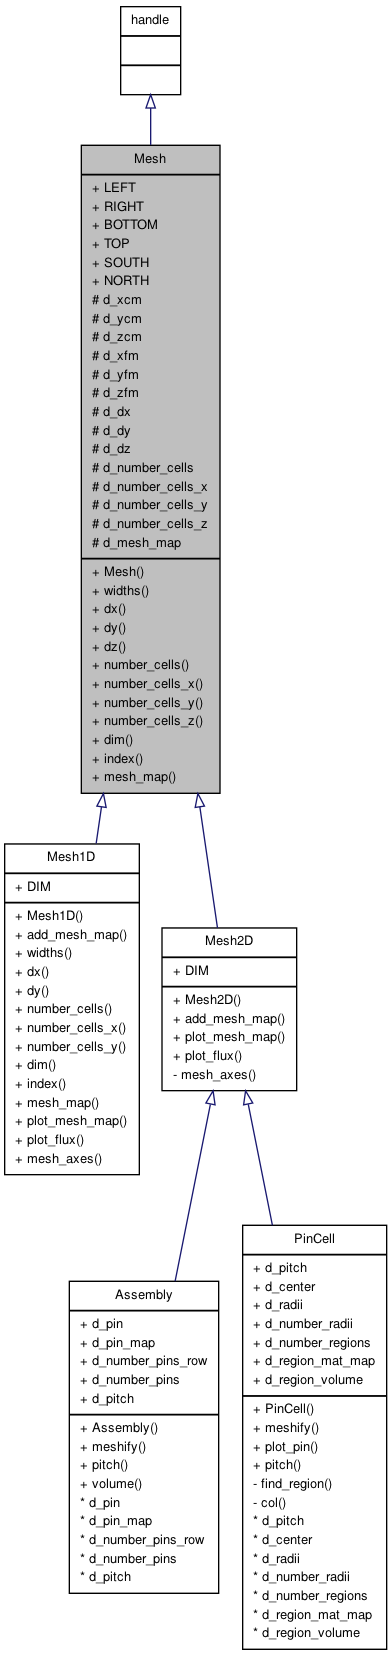 handle
Mesh
+ LEFT
+ RIGHT
+ BOTTOM
+ TOP
+ SOUTH
+ NORTH
# d_xcm
# d_ycm
# d_zcm
# d_xfm
# d_yfm
# d_zfm
# d_dx
# d_dy
# d_dz
# d_number_cells
# d_number_cells_x
# d_number_cells_y
# d_number_cells_z
# d_mesh_map
+ Mesh()
+ widths()
+ dx()
+ dy()
+ dz()
+ number_cells()
+ number_cells_x()
+ number_cells_y()
+ number_cells_z()
+ dim()
+ index()
+ mesh_map()
Mesh1D
+ DIM
+ Mesh1D()
+ add_mesh_map()
+ widths()
+ dx()
+ dy()
+ number_cells()
+ number_cells_x()
+ number_cells_y()
+ dim()
+ index()
+ mesh_map()
+ plot_mesh_map()
+ plot_flux()
+ mesh_axes()
Mesh2D
+ DIM
+ Mesh2D()
+ add_mesh_map()
+ plot_mesh_map()
+ plot_flux()
- mesh_axes()
Assembly
+ d_pin
+ d_pin_map
+ d_number_pins_row
+ d_number_pins
+ d_pitch
+ Assembly()
+ meshify()
+ pitch()
+ volume()
* d_pin
* d_pin_map
* d_number_pins_row
* d_number_pins
* d_pitch
PinCell
+ d_pitch
+ d_center
+ d_radii
+ d_number_radii
+ d_number_regions
+ d_region_mat_map
+ d_region_volume
+ PinCell()
+ meshify()
+ plot_pin()
+ pitch()
- find_region()
- col()
* d_pitch
* d_center
* d_radii
* d_number_radii
* d_number_regions
* d_region_mat_map
* d_region_volume